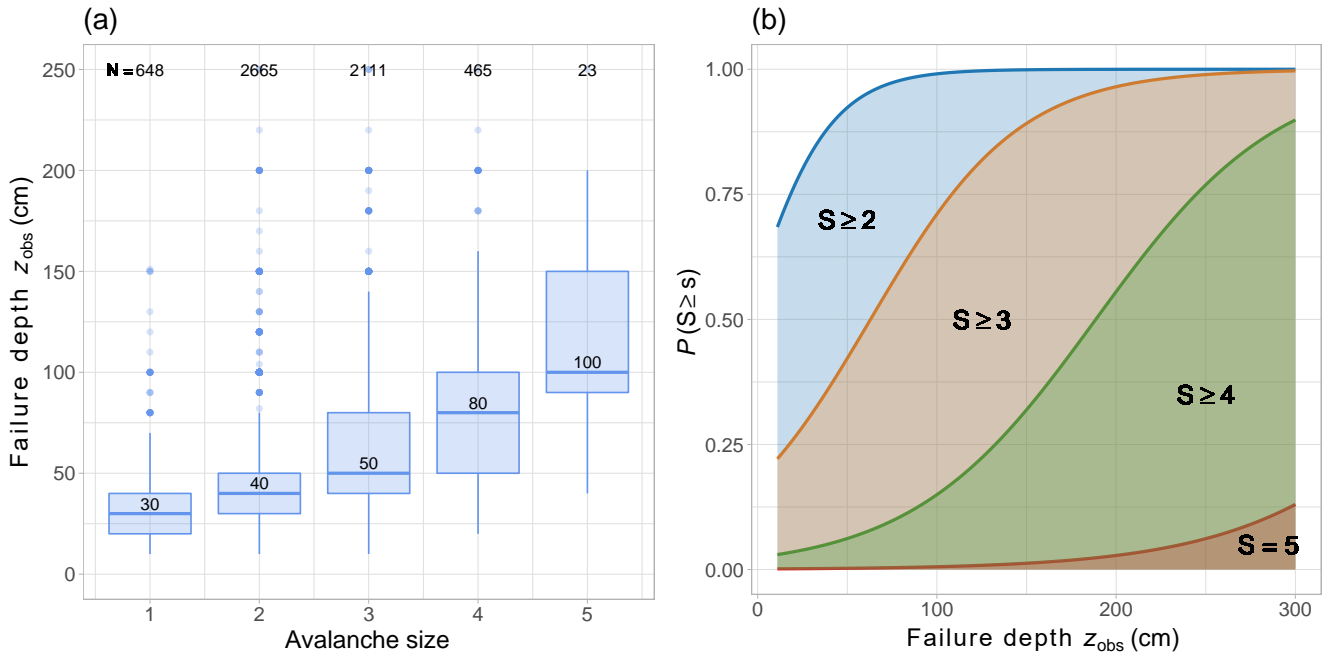 (a)
Failure depth z_obs (cm)
250
200
150
100
50
0
N = 648 2665 2111 465 23
30
40
50
80
100
1 2 3 4 5
Avalanche size
(b)
P(S≥ s)
1.00
0.75
0.50
0.25
0.00
S ≥ 2
S ≥ 3
S ≥ 4
S = 5
0 100 200 300
Failure depth z_obs (cm)